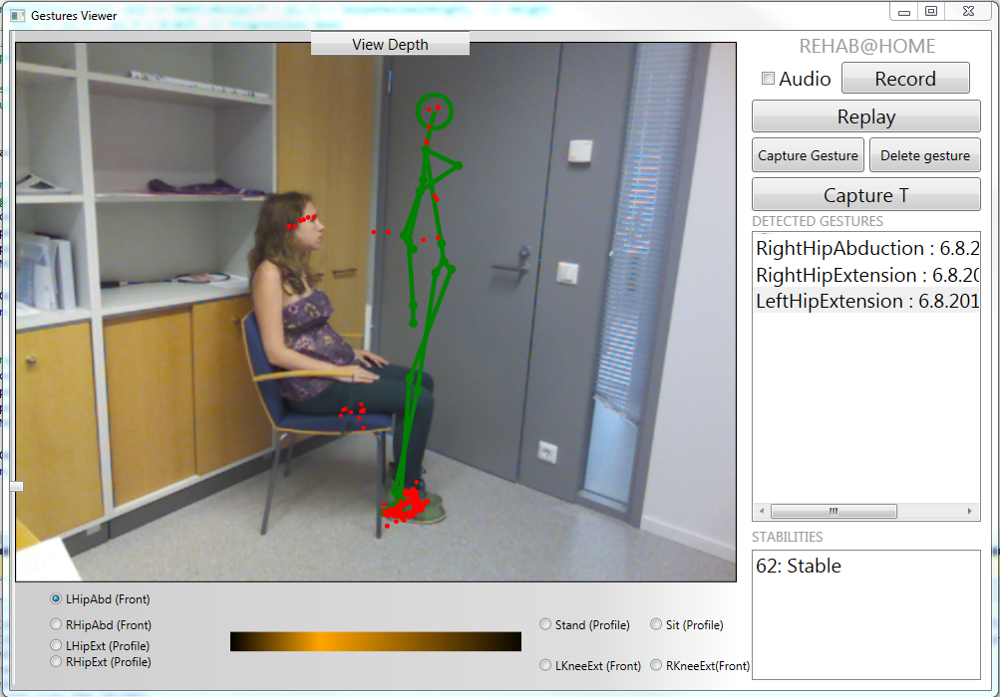 Gestures Viewer
View Depth
REHAB@HOME
Audio
Record
Replay
Capture Gesture
Delete gesture
Capture T
DETECTED GESTURES
RightHipAbduction : 6.8.2
RightHipExtension : 6.8.20
LeftHipExtension : 6.8.201
STABILITIES
62: Stable
LHipAbd (Front)
RHipAbd (Front)
LHipExt (Profile)
RHipExt (Profile)
Stand (Profile)
Sit (Profile)
LKneeExt (Front)
RKneeExt(Front)